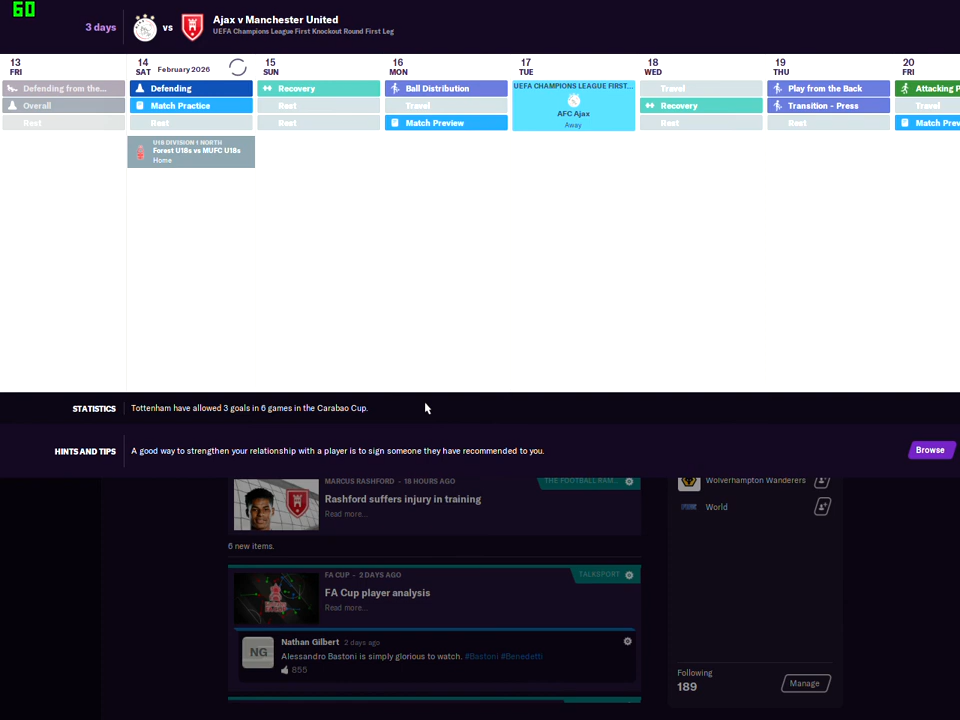 60
3 days
vs
Ajax v Manchester United
UEFA Champions League First Knockout Round First Leg
13
FRI
14
SAT February 2026
15
SUN
16
MON
17
TUE
18
WED
19
THU
20
FRI
Defending from the...
Overall
Rest
Defending
Match Practice
Rest
U18 DIVISION 1 NORTH
Forest U18s vs MUFC U18s
Home
Recovery
Rest
Rest
Ball Distribution
Travel
Match Preview
UEFA CHAMPIONS LEAGUE FIRST...
AFC Ajax
Away
Travel
Recovery
Rest
Play from the Back
Transition - Press
Rest
Attacking P
Travel
Match Prev
STATISTICS
Tottenham have allowed 3 goals in 6 games in the Carabao Cup.
HINTS AND TIPS
A good way to strengthen your relationship with a player is to sign someone they have recommended to you.
Browse
MARCUS RASHFORD - 18 HOURS AGO
THE FOOTBALL RAM...
Rashford suffers injury in training
Read more...
6 new items.
FA CUP - 2 DAYS AGO
TALKSPORT
FA Cup player analysis
Read more...
NG
Nathan Gilbert 2 days ago
Alessandro Bastoni is simply glorious to watch. #Bastoni #Benedetti
855
Wolverhampton Wanderers
World
Following
189
Manage